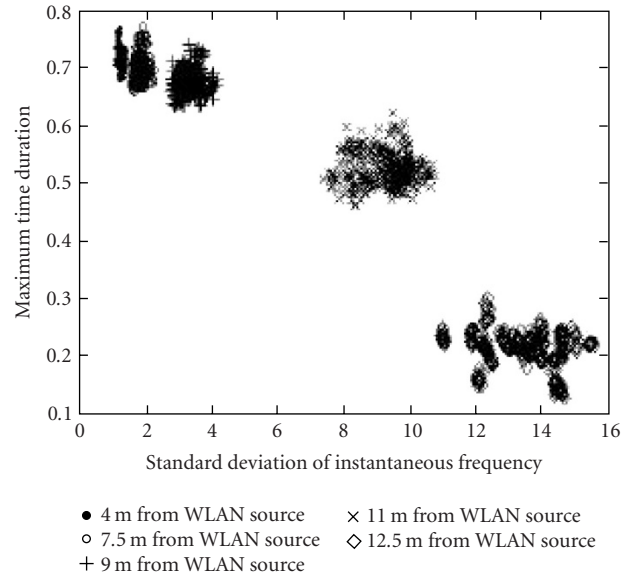 0.8
0.7
0.6
0.5
0.4
0.3
0.2
0.1
Maximum time duration
0 2 4 6 8 10 12 14 16
Standard deviation of instantaneous frequency
4 m from WLAN source
7.5 m from WLAN source
9 m from WLAN source
11 m from WLAN source
12.5 m from WLAN source